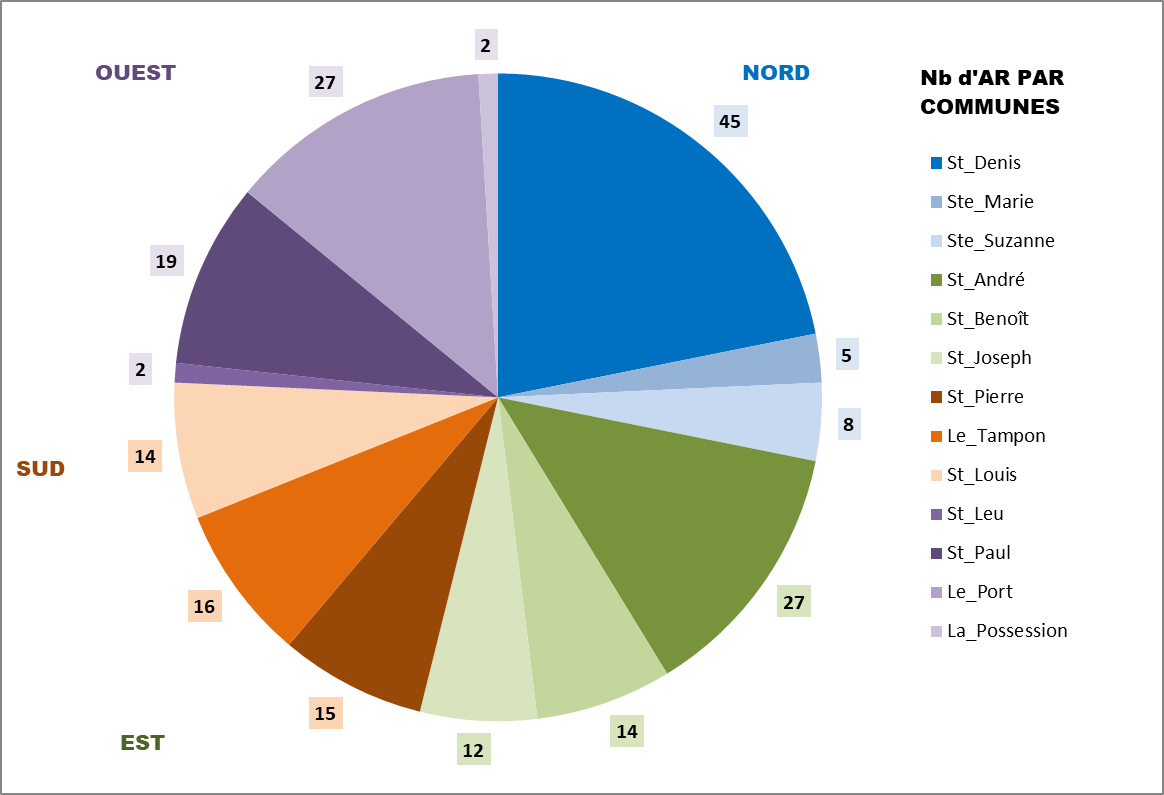 OUEST
NORD
SUD
EST
2
27
45
19
5
2
8
14
16
27
15
14
12
Nb d'AR PAR
COMMUNES
St_Denis
Ste_Marie
Ste_Suzanne
St_André
St_Benoît
St_Joseph
St_Pierre
Le_Tampon
St_Louis
St_Leu
St_Paul
Le_Port
La_Possession